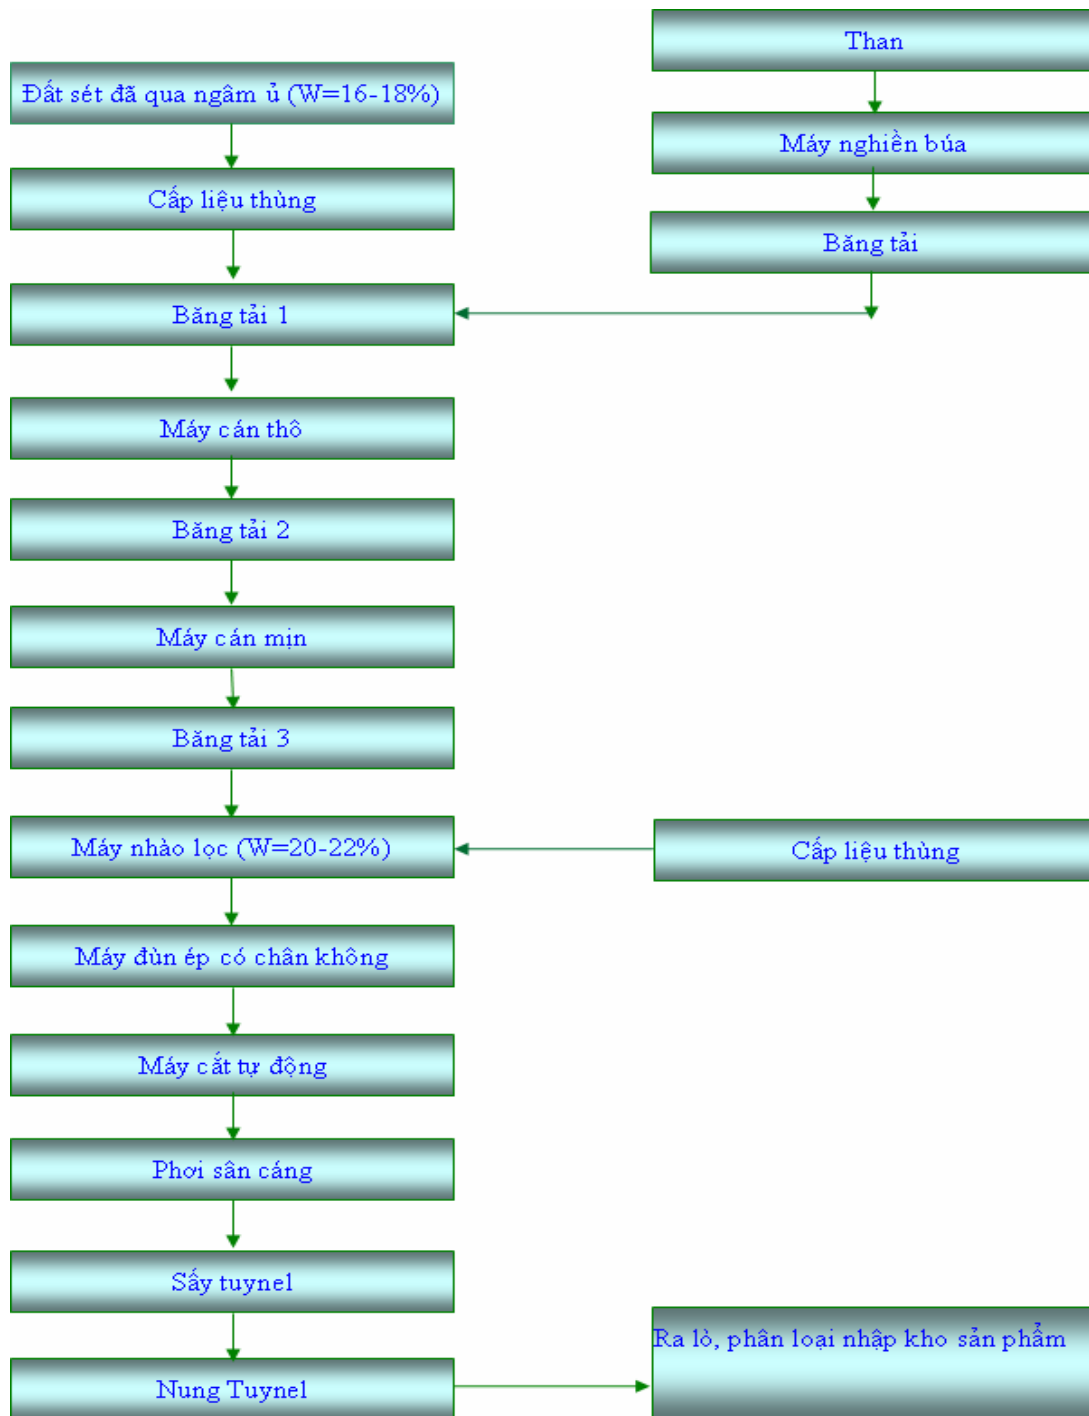 Than
Đất sét đã qua ngâm ủ (W=16-18%)
Máy nghiền búa
Cấp liệu thùng
Băng tải
Băng tải 1
Máy cán thô
Băng tải 2
Máy cán mịn
Băng tải 3
Máy nhào lọc (W=20-22%)
Cấp liệu thùng
Máy đùn ép có chân không
Máy cắt tự động
Phơi sân cáng
Sấy tuynel
Ra lò, phân loại nhập kho sản phẩm
Nung Tuynel